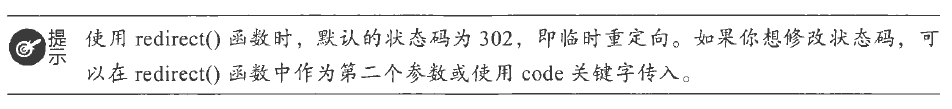 提示 使用 redirect() 函数时，默认的状态码为 302，即临时重定向。如果你想修改状态码，可
以在 redirect() 函数中作为第二个参数或使用 code 关键字传入。